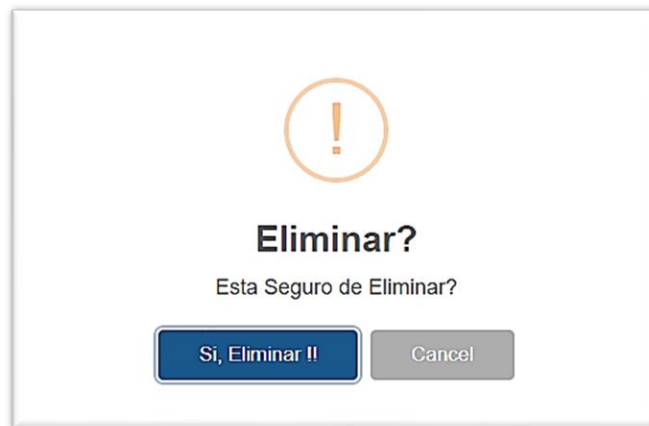 !
Eliminar?
Esta Seguro de Eliminar?
Si, Eliminar !!
Cancel